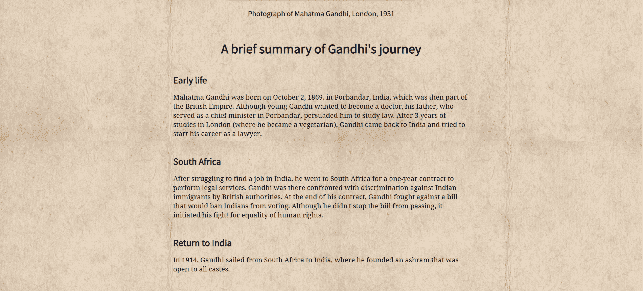 Photograph of Mahatma Gandhi, London, 1931
A brief summary of Gandhi's journey
Early life
Mahatma Gandhi was born on October 2, 1869, in Porbandar, India, which was then part of
the British Empire. Although young Gandhi wanted to become a doctor, his father, who
served as a chief minister in Porbandar, persuaded him to study law. After 3 years of
studies in London (where he became a vegetarian), Gandhi came back to India and tried to
start his career as a lawyer.
South Africa
After struggling to find a job in India, he went to South Africa for a one-year contract to
perform legal services. Gandhi was there confronted with discrimination against Indian
immigrants by British authorities. At the end of his contract, Gandhi fought against a bill
that would ban Indians from voting. Although he didn't stop the bill from passing, it
initiated his fight for equality of human rights.
Return to India
In 1914, Gandhi sailed from South Africa to India, where he founded an ashram that was
open to all castes.